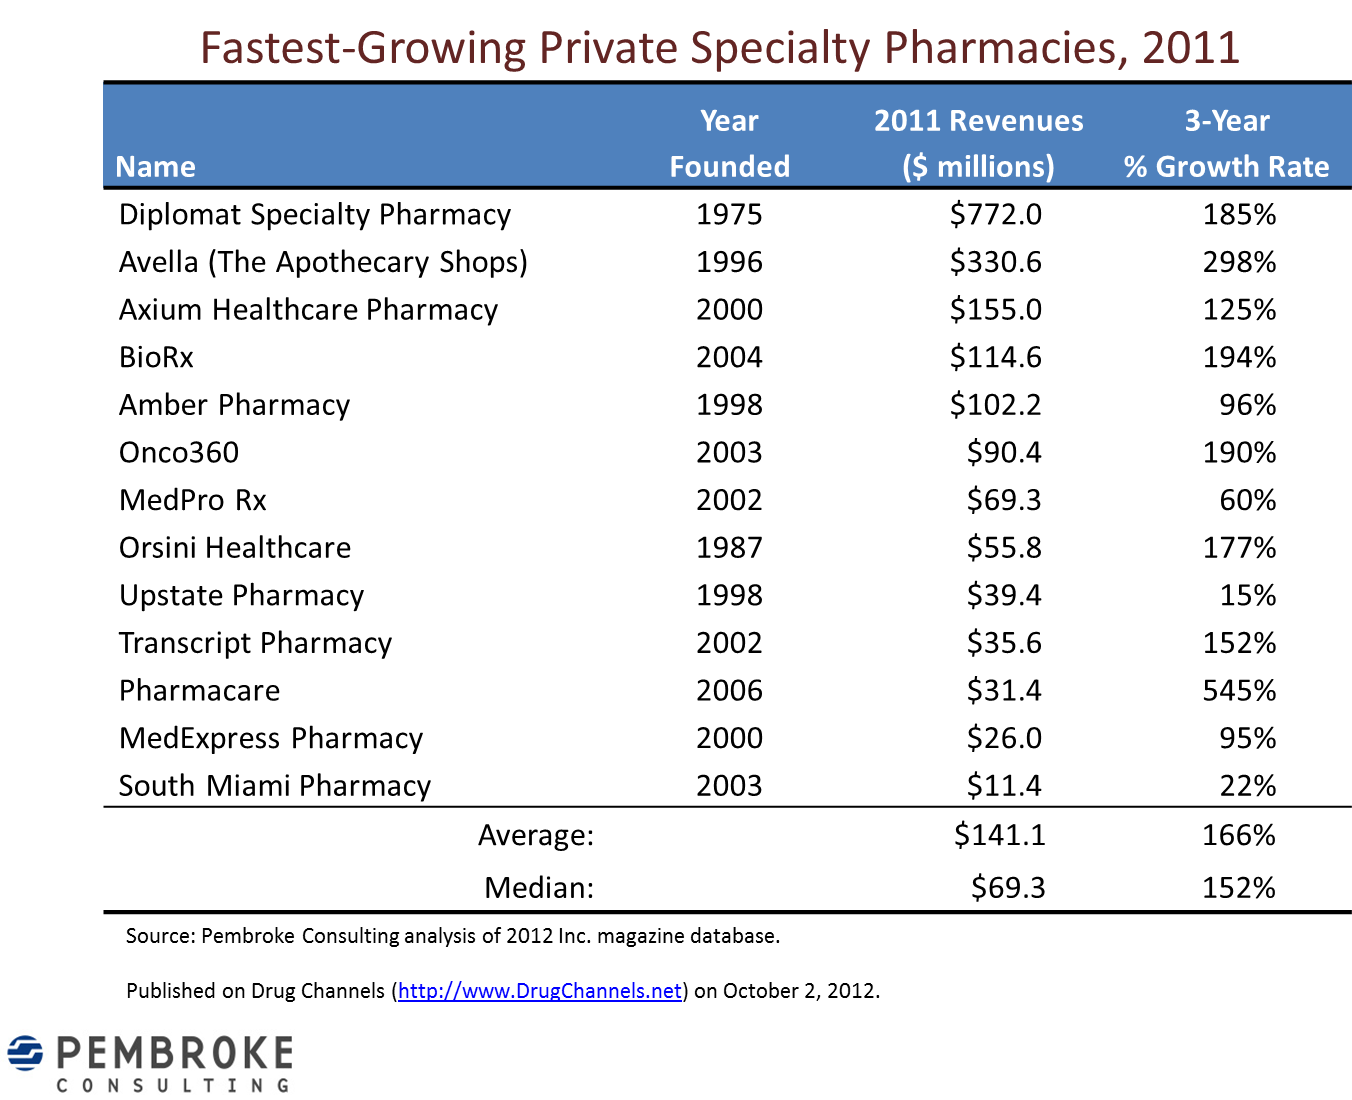 Fastest-Growing Private Specialty Pharmacies, 2011
Year 2011 Revenues 3-Year
Name Founded ($ millions) % Growth Rate
Diplomat Specialty Pharmacy 1975 $772.0 185%
Avella (The Apothecary Shops) 1996 $330.6 298%
Axium Healthcare Pharmacy 2000 $155.0 125%
BioRx 2004 $114.6 194%
Amber Pharmacy 1998 $102.2 96%
Onco360 2003 $90.4 190%
MedPro Rx 2002 $69.3 60%
Orsini Healthcare 1987 $55.8 177%
Upstate Pharmacy 1998 $39.4 15%
Transcript Pharmacy 2002 $35.6 152%
Pharmacare 2006 $31.4 545%
MedExpress Pharmacy 2000 $26.0 95%
South Miami Pharmacy 2003 $11.4 22%
Average: $141.1 166%
Median: $69.3 152%
Source: Pembroke Consulting analysis of 2012 Inc. magazine database.
Published on Drug Channels (http://www.DrugChannels.net) on October 2, 2012.
PEMBROKE
CONSULTING